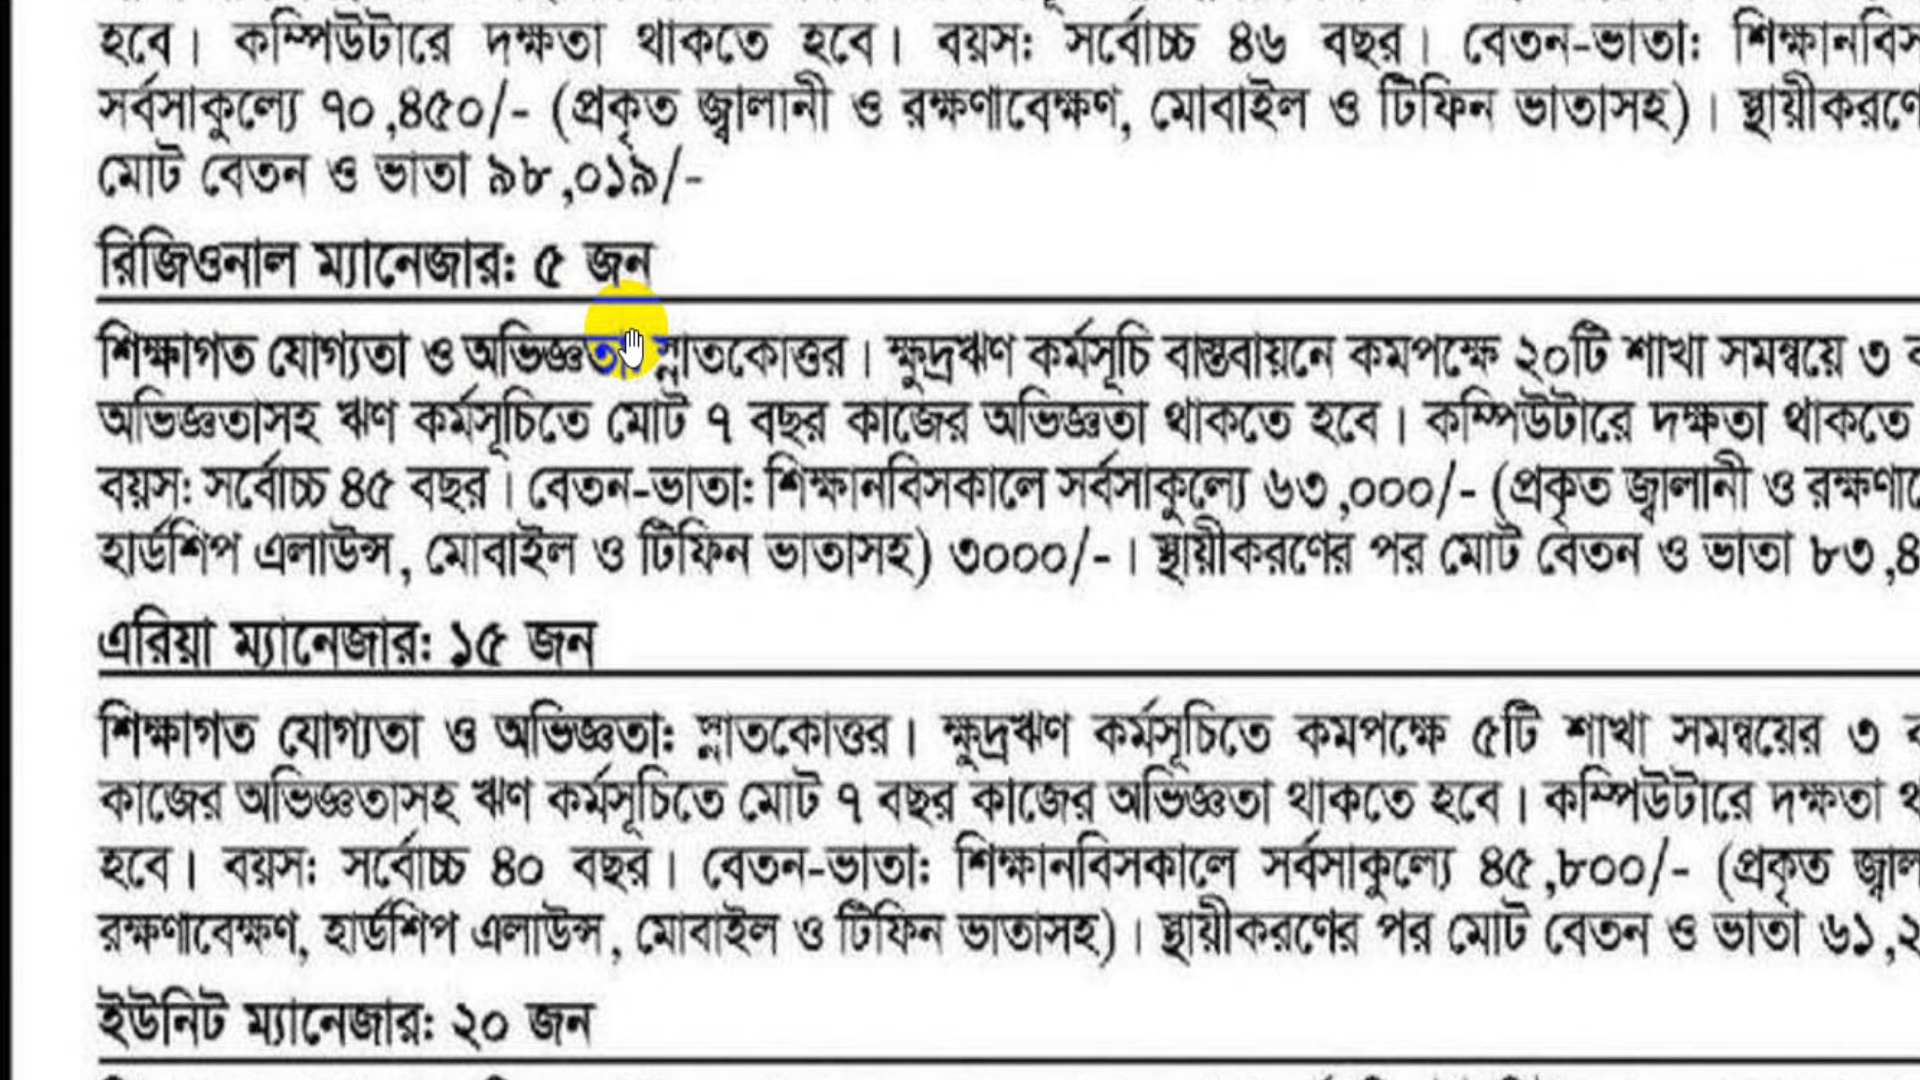 হবে। কম্পিউটারে দক্ষতা থাকতে হবে। বয়স: সর্বোচ্চ ৪৬ বছর। বেতন-ভাতা: শিক্ষানবিস
সর্বসাকুল্যে ৭০,৪৫০/- (প্রকৃত জ্বালানী ও রক্ষণাবেক্ষণ, মোবাইল ও টিফিন ভাতাসহ)। স্থায়ীকরণে
মোট বেতন ও ভাতা ৯৮,০১৯/-
রিজিওনাল ম্যানেজার: ৫ জন
শিক্ষাগত যোগ্যতা ও অভিজ্ঞতা: স্নাতকোত্তর। ক্ষুদ্রঋণ কর্মসূচি বাস্তবায়নে কমপক্ষে ২০টি শাখা সমন্বয়ে ৩
অভিজ্ঞতাসহ ঋণ কর্মসূচিতে মোট ৭ বছর কাজের অভিজ্ঞতা থাকতে হবে। কম্পিউটারে দক্ষতা থাকতে
বয়স: সর্বোচ্চ ৪৫ বছর। বেতন-ভাতা: শিক্ষানবিসকালে সর্বসাকুল্যে ৬৩,০০০/- (প্রকৃত জ্বালানী ও রক্ষণা
হার্ডশিপ এলাউন্স, মোবাইল ও টিফিন ভাতাসহ) ৩০০০/-। স্থায়ীকরণের পর মোট বেতন ও ভাতা ৮৩,৪
এরিয়া ম্যানেজার: ১৫ জন
শিক্ষাগত যোগ্যতা ও অভিজ্ঞতা: স্নাতকোত্তর। ক্ষুদ্রঋণ কর্মসূচিতে কমপক্ষে ৫টি শাখা সমন্বয়ের ৩
কাজের অভিজ্ঞতাসহ ঋণ কর্মসূচিতে মোট ৭ বছর কাজের অভিজ্ঞতা থাকতে হবে। কম্পিউটারে দক্ষতা
হবে। বয়স: সর্বোচ্চ ৪০ বছর। বেতন-ভাতা: শিক্ষানবিসকালে সর্বসাকুল্যে ৪৫,৮০০/- (প্রকৃত জ্বাল
রক্ষণাবেক্ষণ, হার্ডশিপ এলাউন্স, মোবাইল ও টিফিন ভাতাসহ)। স্থায়ীকরণের পর মোট বেতন ও ভাতা ৬১,২
ইউনিট ম্যানেজার: ২০ জন